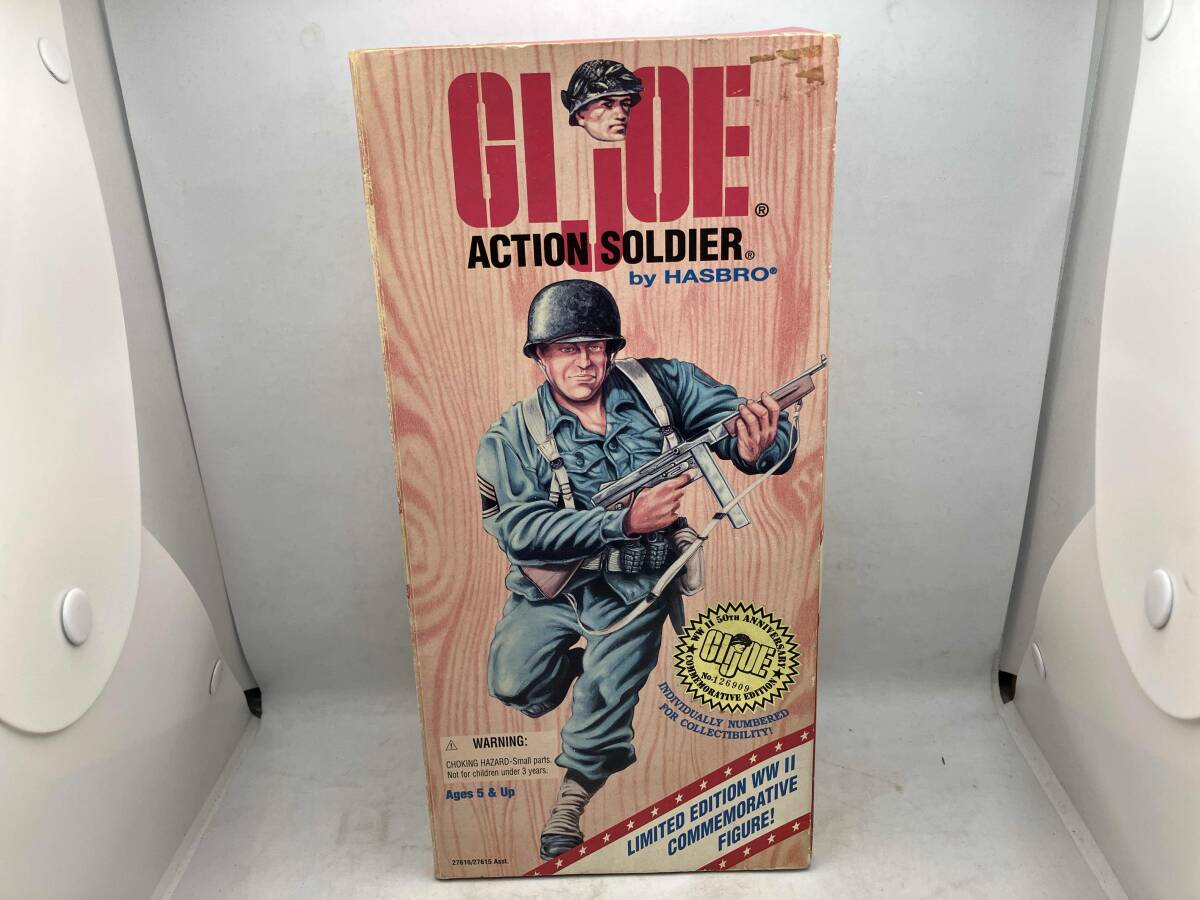 GI JOE®
ACTION SOLDIER®
by HASBRO®
WW II 50TH ANNIVERSARY
GI JOE
No. 126909
COMMEMORATIVE EDITION
INDIVIDUALLY NUMBERED
FOR COLLECTIBILITY!
⚠ WARNING:
CHOKING HAZARD-Small parts.
Not for children under 3 years.
Ages 5 & Up
LIMITED EDITION WW II
COMMEMORATIVE
FIGURE!
27616/27615 Asst.